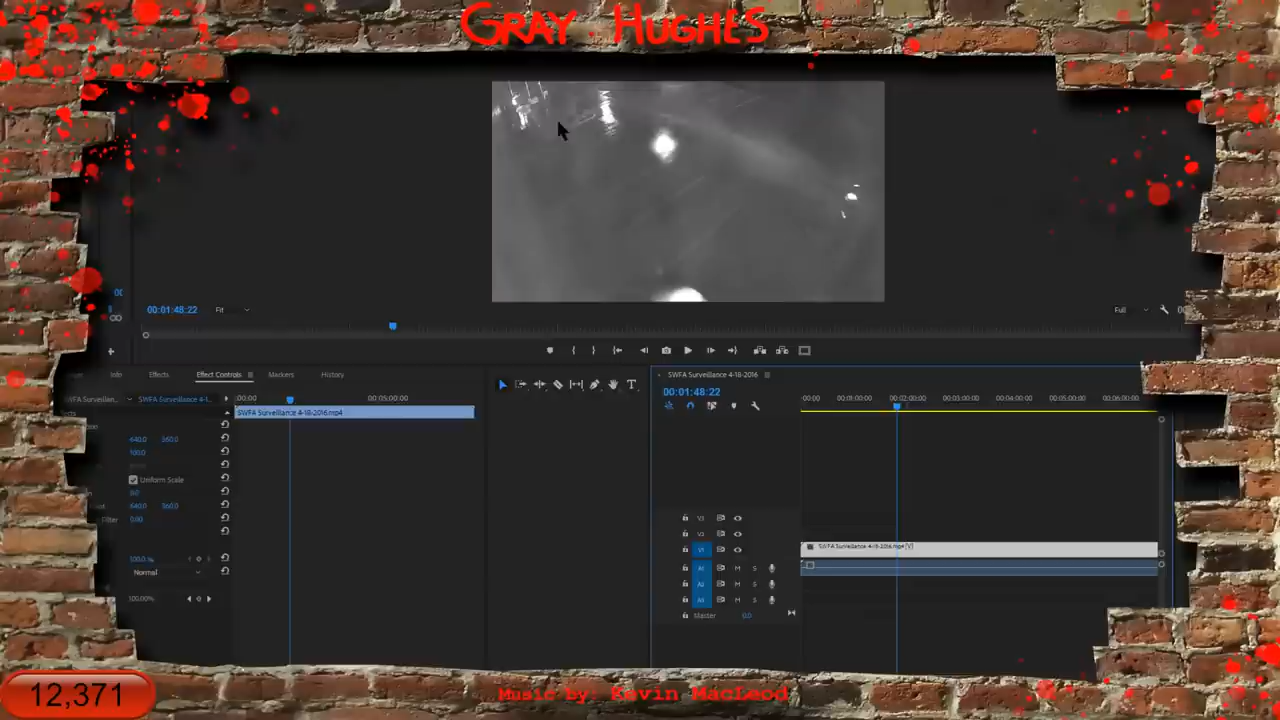 GRAY HUGHES
00:01:48:22
Fit
Full
Info
Effects
Effect Controls
Markers
History
SWFA Surveillance 4-18-2016
00:01:48:22
SWFA Surveillance 4-1..
:00:00
00:05:00:00
:00:00
00:01:00:00
00:02:00:00
00:03:00:00
00:04:00:00
00:05:00:00
00:06:00:00
SWFA Surveillance 4-18-2016.mp4
640.0 360.0
100.0
Uniform Scale
0.0
640.0 360.0
Filter 0.00
100.0 %
Normal
100.00%
V3
V2
V1
SWFA Surveillance 4-18-2016.mp4 [V]
A1 M S
A2 M S
A3 M S
Master 0.0
12,371
Music by: Kevin MacLeod